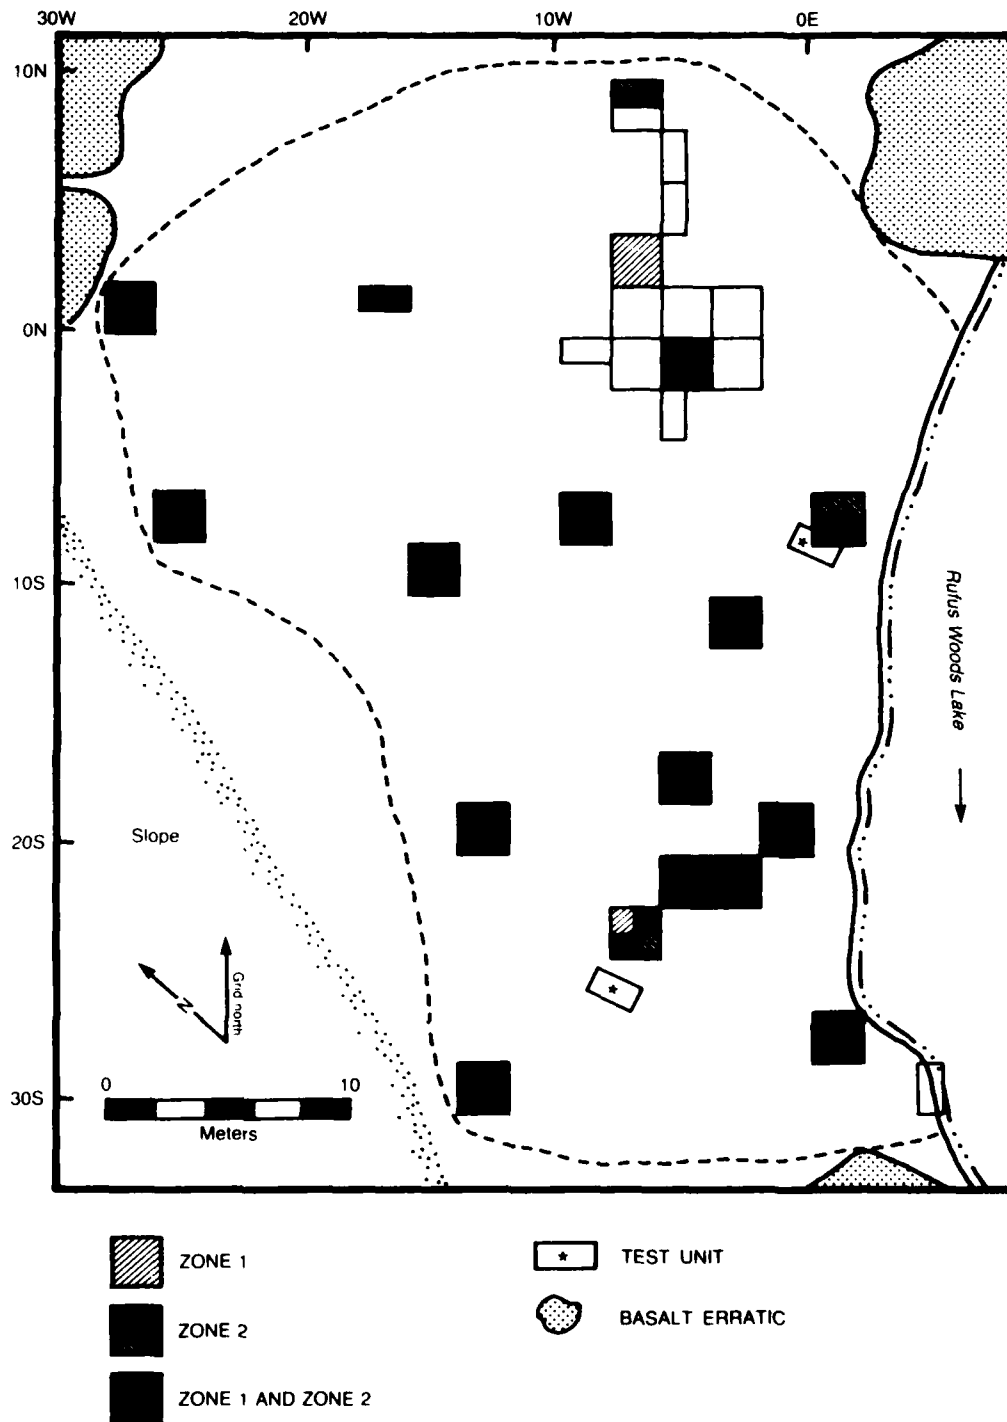 30W
20W
10W
0E
10N
0N
10S
20S
30S
Rufus Woods Lake
Slope
N
Grid north
0
10
Meters
ZONE 1
TEST UNIT
ZONE 2
BASALT ERRATIC
ZONE 1 AND ZONE 2